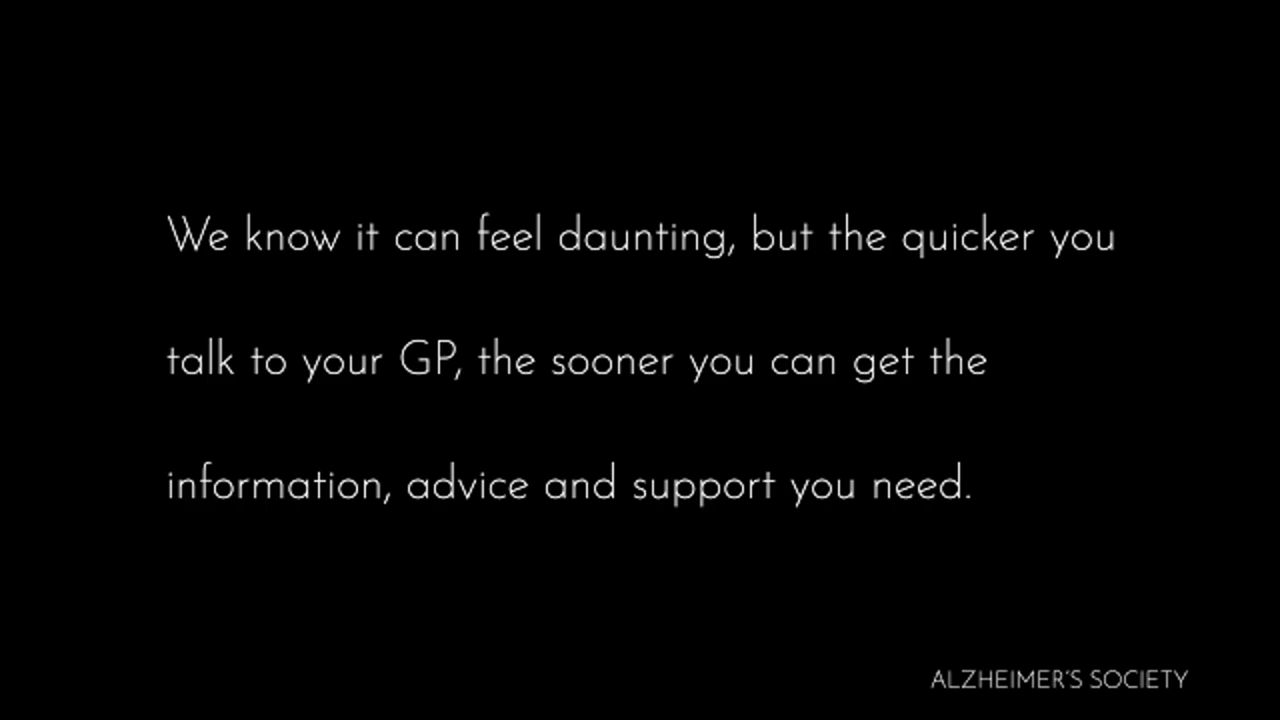 We know it can feel daunting, but the quicker you
talk to your GP, the sooner you can get the
information, advice and support you need.
ALZHEIMER'S SOCIETY